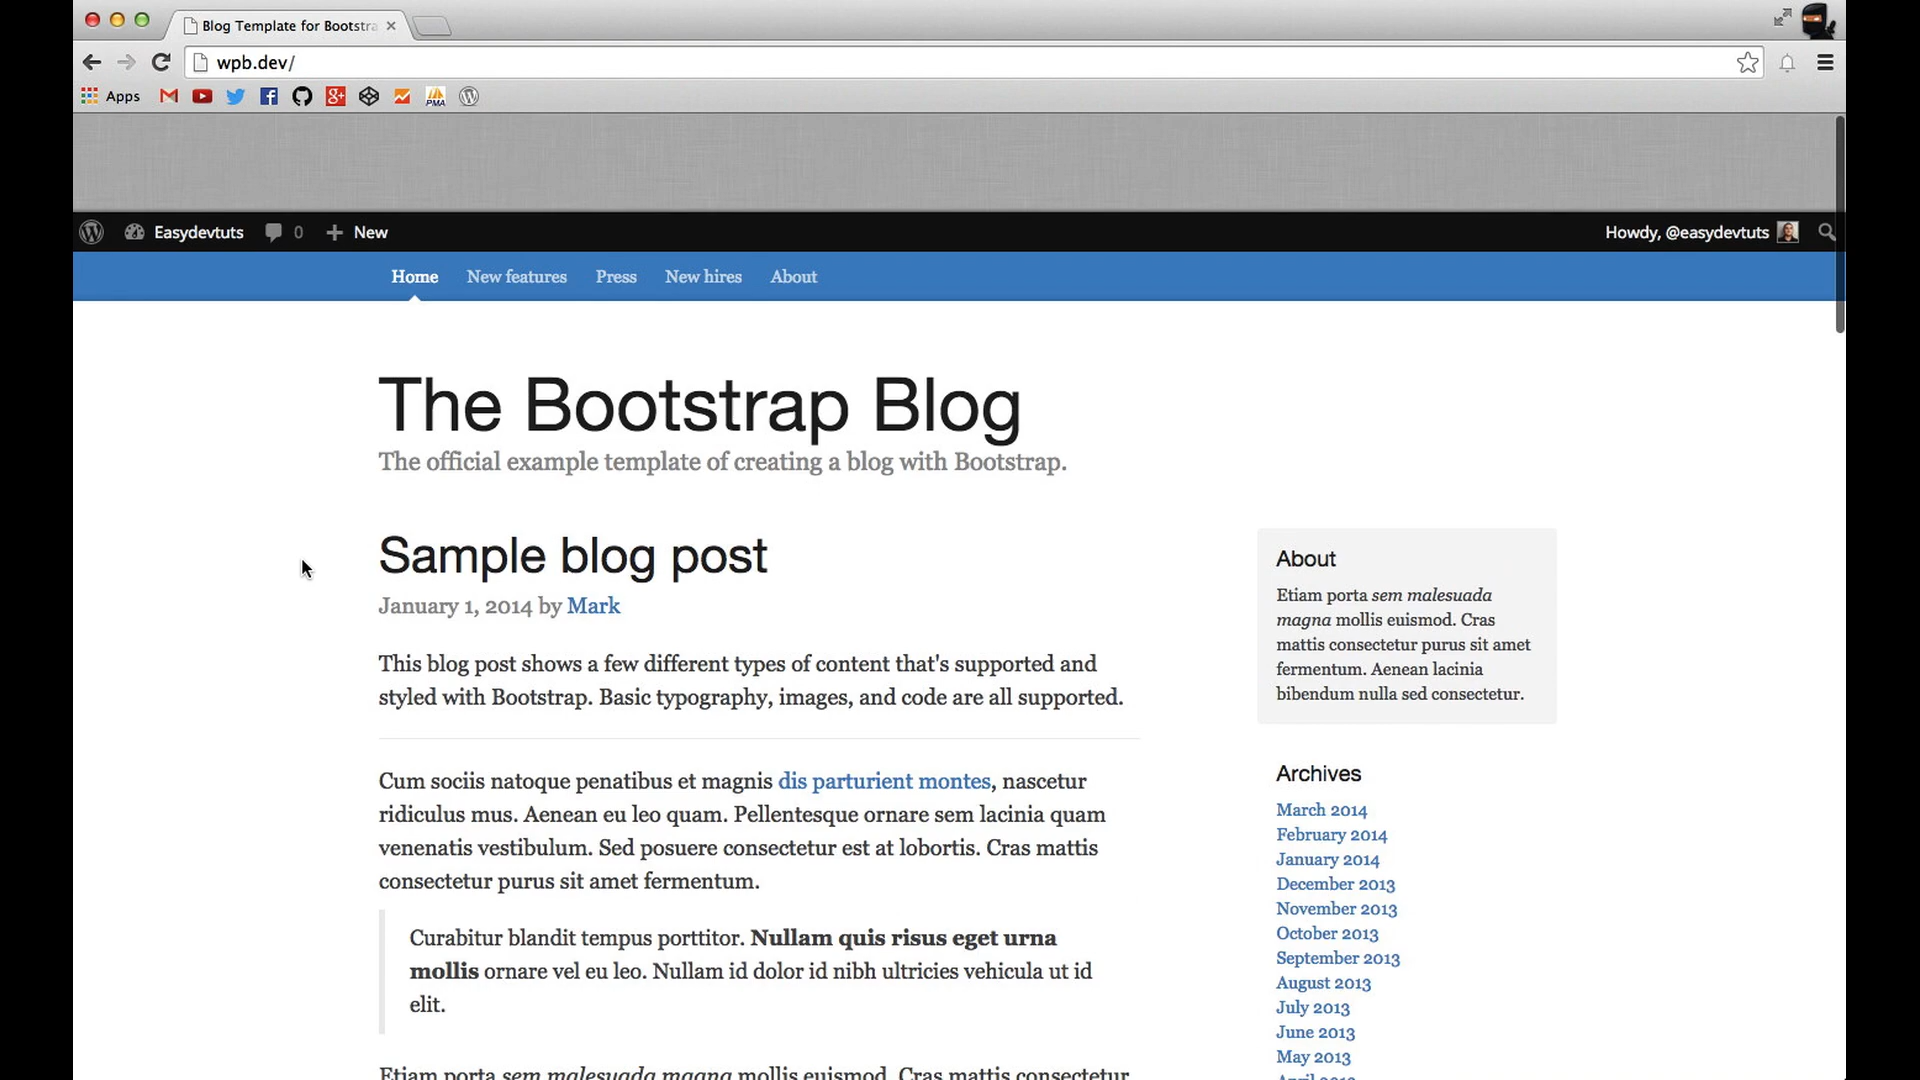 Blog Template for Bootstra
wpb.dev/
Apps
PMA
Easydevtuts 0 New
Howdy, @easydevtuts
Home New features Press New hires About
The Bootstrap Blog
The official example template of creating a blog with Bootstrap.
Sample blog post
January 1, 2014 by Mark
This blog post shows a few different types of content that's supported and
styled with Bootstrap. Basic typography, images, and code are all supported.
Cum sociis natoque penatibus et magnis dis parturient montes, nascetur
ridiculus mus. Aenean eu leo quam. Pellentesque ornare sem lacinia quam
venenatis vestibulum. Sed posuere consectetur est at lobortis. Cras mattis
consectetur purus sit amet fermentum.
Curabitur blandit tempus porttitor. Nullam quis risus eget urna
mollis ornare vel eu leo. Nullam id dolor id nibh ultricies vehicula ut id
elit.
Etiam porta sem malesuada magna mollis euismod. Cras mattis consectetur
About
Etiam porta sem malesuada
magna mollis euismod. Cras
mattis consectetur purus sit amet
fermentum. Aenean lacinia
bibendum nulla sed consectetur.
Archives
March 2014
February 2014
January 2014
December 2013
November 2013
October 2013
September 2013
August 2013
July 2013
June 2013
May 2013
April 2013